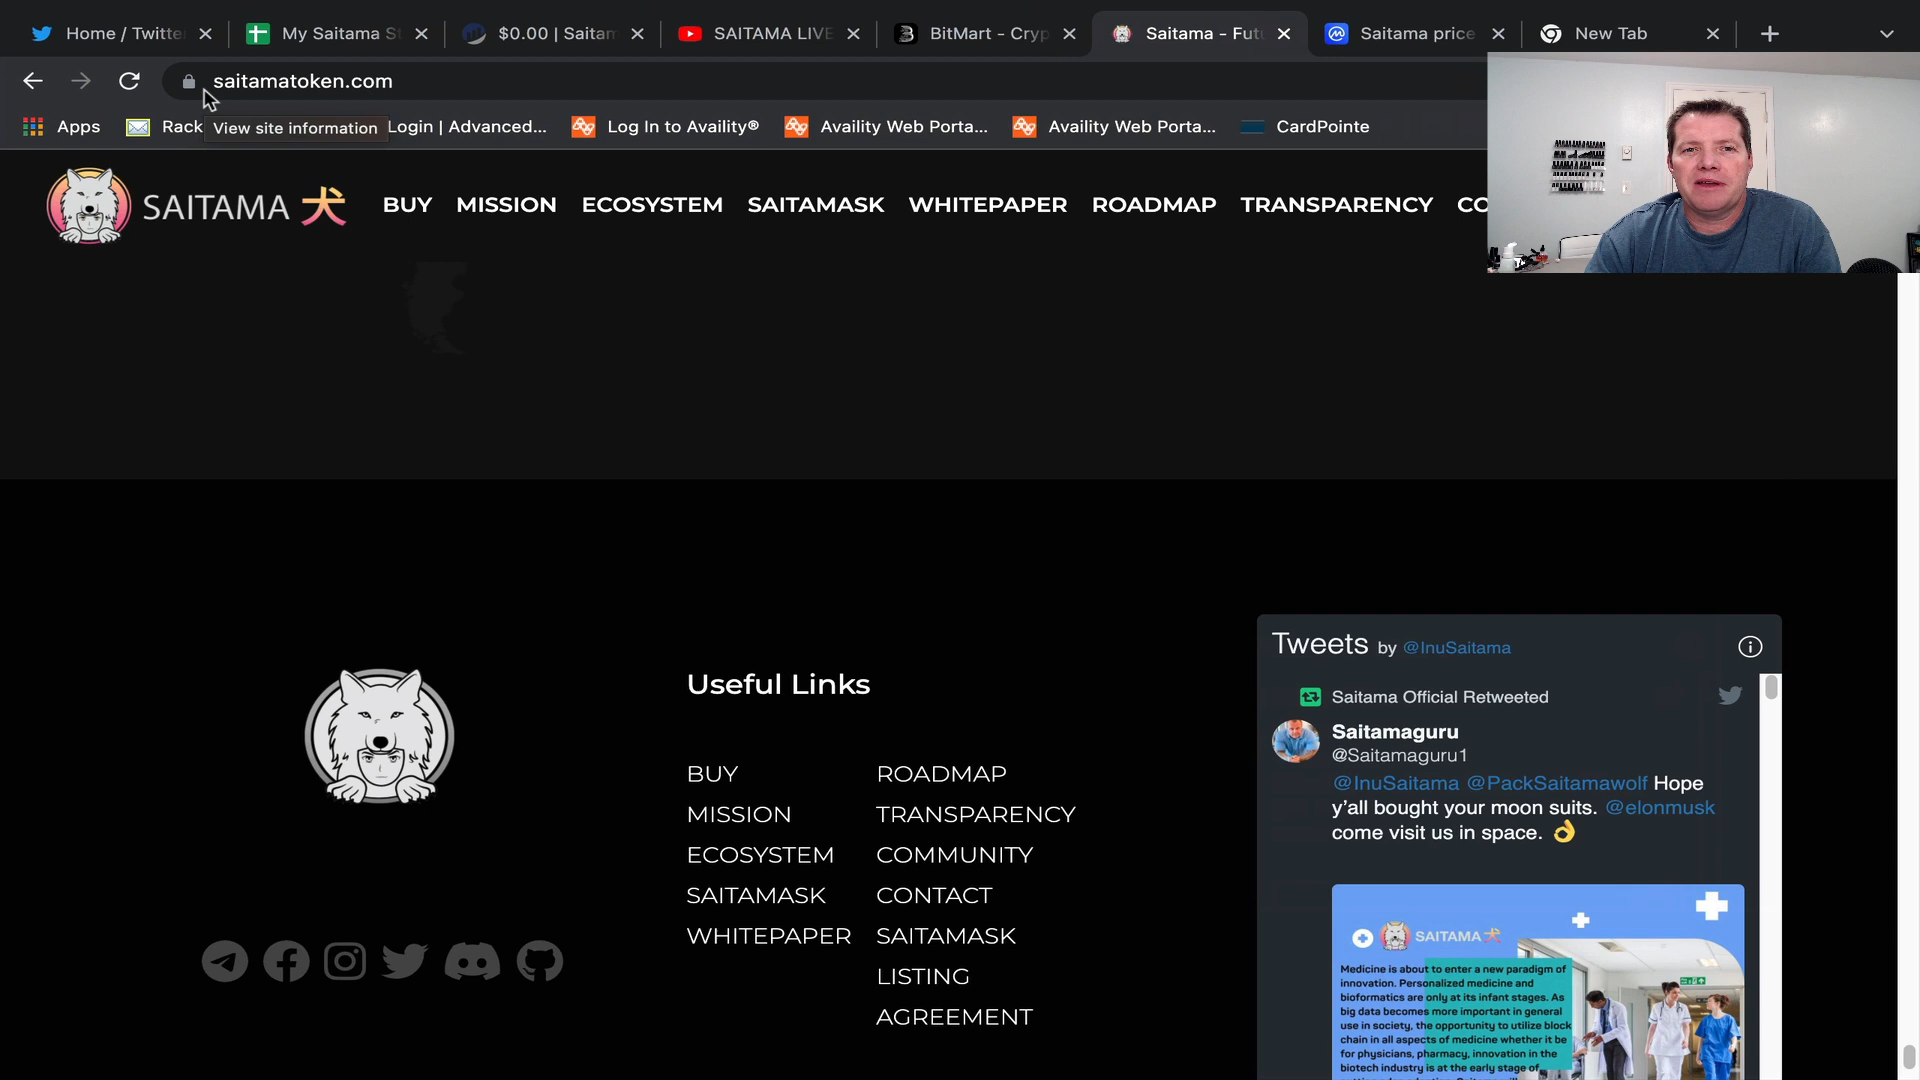 Home / Twitte
My Saitama S
$0.00 | Saitam
SAITAMA LIVE
BitMart - Cryp
Saitama - Futu
Saitama price
New Tab
saitamatoken.com
Apps
Rack
View site information
Login | Advanced...
Log In to Availity®
Availity Web Porta...
Availity Web Porta...
CardPointe
SAITAMA 犬
BUY
MISSION
ECOSYSTEM
SAITAMASK
WHITEPAPER
ROADMAP
TRANSPARENCY
CO
Useful Links
BUY
MISSION
ECOSYSTEM
SAITAMASK
WHITEPAPER
ROADMAP
TRANSPARENCY
COMMUNITY
CONTACT
SAITAMASK
LISTING
AGREEMENT
Tweets by @InuSaitama
Saitama Official Retweeted
Saitamaguru
@Saitamaguru1
@InuSaitama @PackSaitamawolf Hope
y'all bought your moon suits. @elonmusk
come visit us in space. 👌
SAITAMA 犬
Medicine is about to enter a new paradigm of
innovation. Personalized medicine and
bioformatics are only at its infant stages. As
big data becomes more important in general
use in society, the opportunity to utilize block
chain in all aspects of medicine whether it be
for physicians, pharmacy, innovation in the
biotech industry is at the early stage of